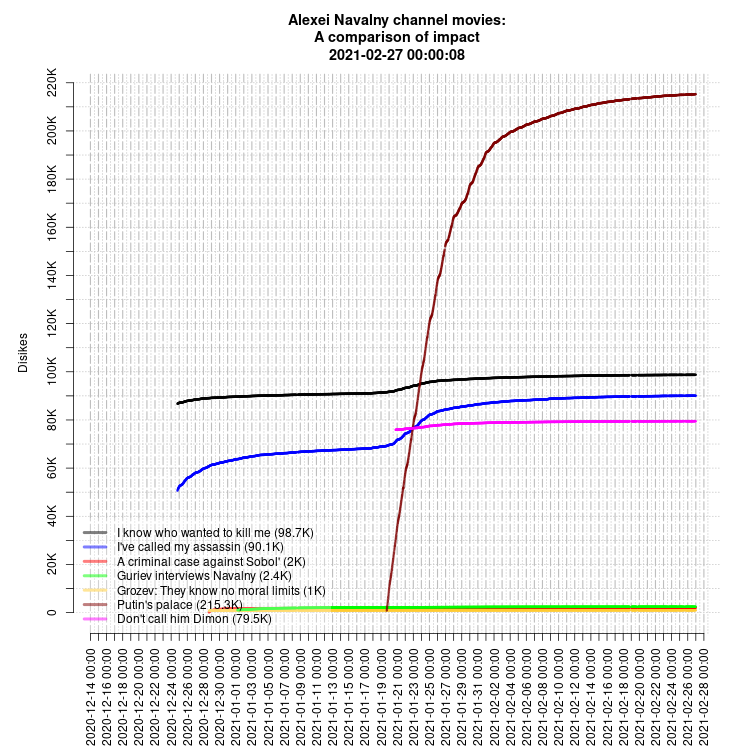 Alexei Navalny channel movies:
A comparison of impact
2021-02-27 00:00:08
Disikes
220K
200K
180K
160K
140K
120K
100K
80K
60K
40K
20K
0
I know who wanted to kill me (98.7K)
I've called my assassin (90.1K)
A criminal case against Sobol' (2K)
Guriev interviews Navalny (2.4K)
Grozev: They know no moral limits (1K)
Putin's palace (215.3K)
Don't call him Dimon (79.5K)
2020-12-14 00:00
2020-12-16 00:00
2020-12-18 00:00
2020-12-20 00:00
2020-12-22 00:00
2020-12-24 00:00
2020-12-26 00:00
2020-12-28 00:00
2020-12-30 00:00
2021-01-01 00:00
2021-01-03 00:00
2021-01-05 00:00
2021-01-07 00:00
2021-01-09 00:00
2021-01-11 00:00
2021-01-13 00:00
2021-01-15 00:00
2021-01-17 00:00
2021-01-19 00:00
2021-01-21 00:00
2021-01-23 00:00
2021-01-25 00:00
2021-01-27 00:00
2021-01-29 00:00
2021-01-31 00:00
2021-02-02 00:00
2021-02-04 00:00
2021-02-06 00:00
2021-02-08 00:00
2021-02-10 00:00
2021-02-12 00:00
2021-02-14 00:00
2021-02-16 00:00
2021-02-18 00:00
2021-02-20 00:00
2021-02-22 00:00
2021-02-24 00:00
2021-02-26 00:00
2021-02-28 00:00